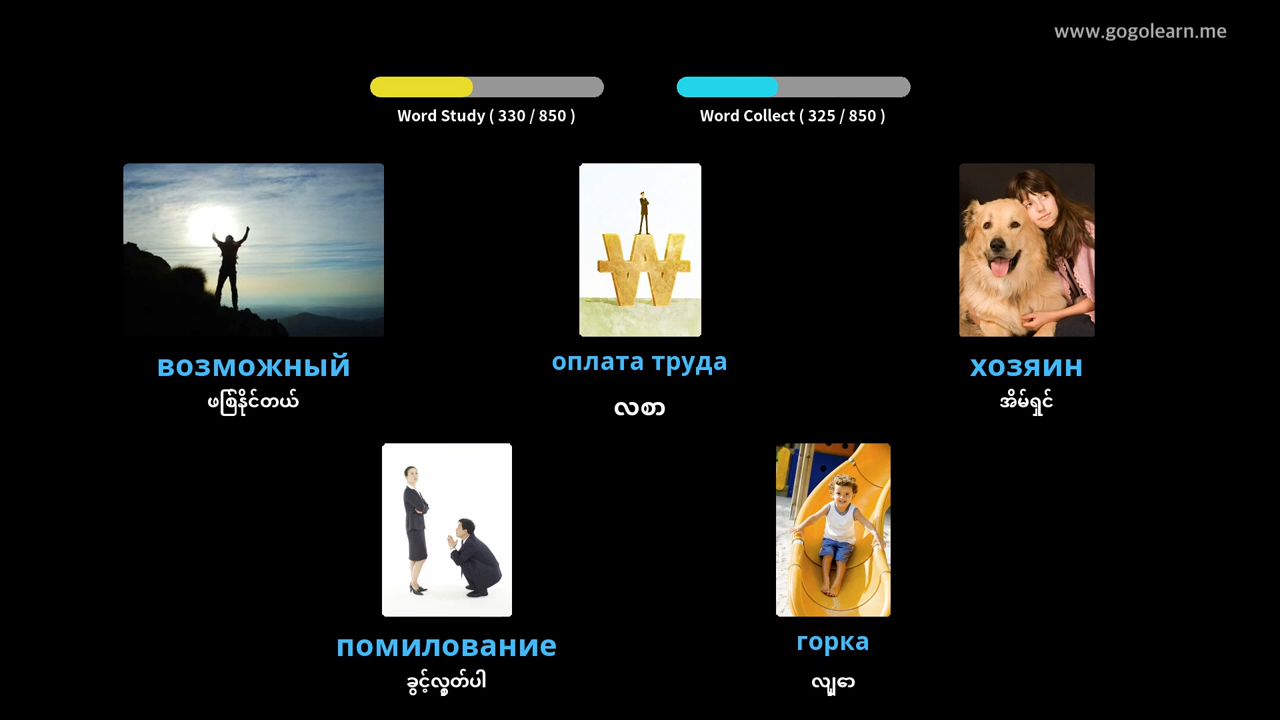 www.gogolearn.me
Word Study ( 330 / 850 )
Word Collect ( 325 / 850 )
возможный
ဖစ်ြနိုင်တယ်
оплата труда
လစာ
хозяин
အိမ်ရှင်
помилование
ခွင့်လွှတ်ပါ
горка
လျှော